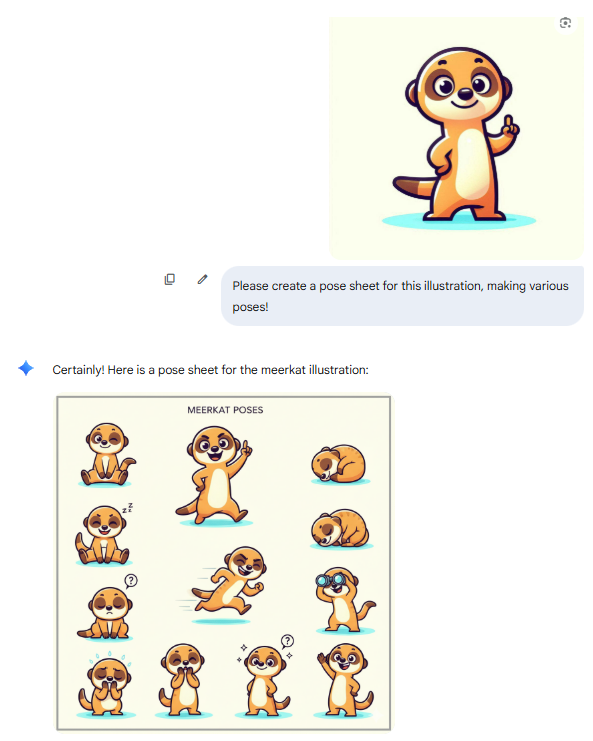 Please create a pose sheet for this illustration, making various
poses!
Certainly! Here is a pose sheet for the meerkat illustration:
MEERKAT POSES
z z z
?
?